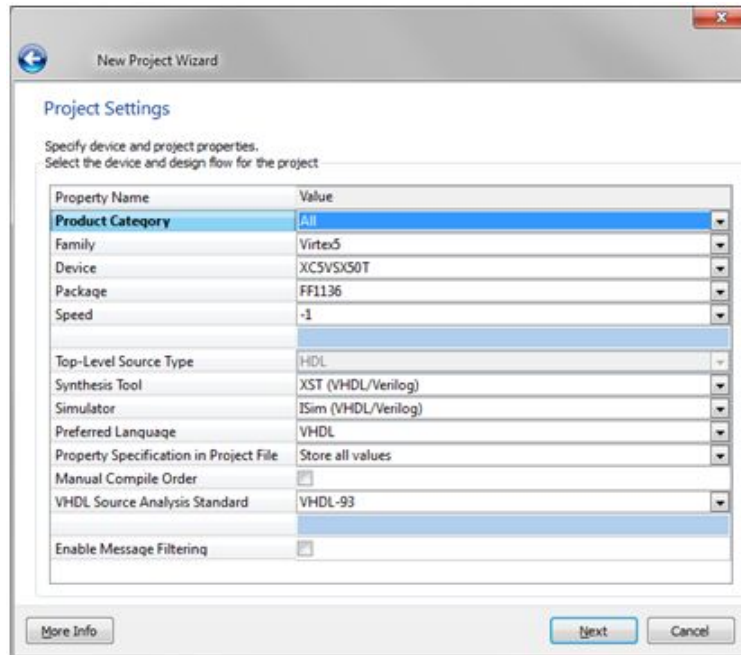 New Project Wizard
Project Settings
Specify device and project properties.
Select the device and design flow for the project
Property Name Value
Product Category All
Family Virtex5
Device XC5VSX50T
Package FF1136
Speed -1
Top-Level Source Type HDL
Synthesis Tool XST (VHDL/Verilog)
Simulator ISim (VHDL/Verilog)
Preferred Language VHDL
Property Specification in Project File Store all values
Manual Compile Order
VHDL Source Analysis Standard VHDL-93
Enable Message Filtering
More Info Next Cancel